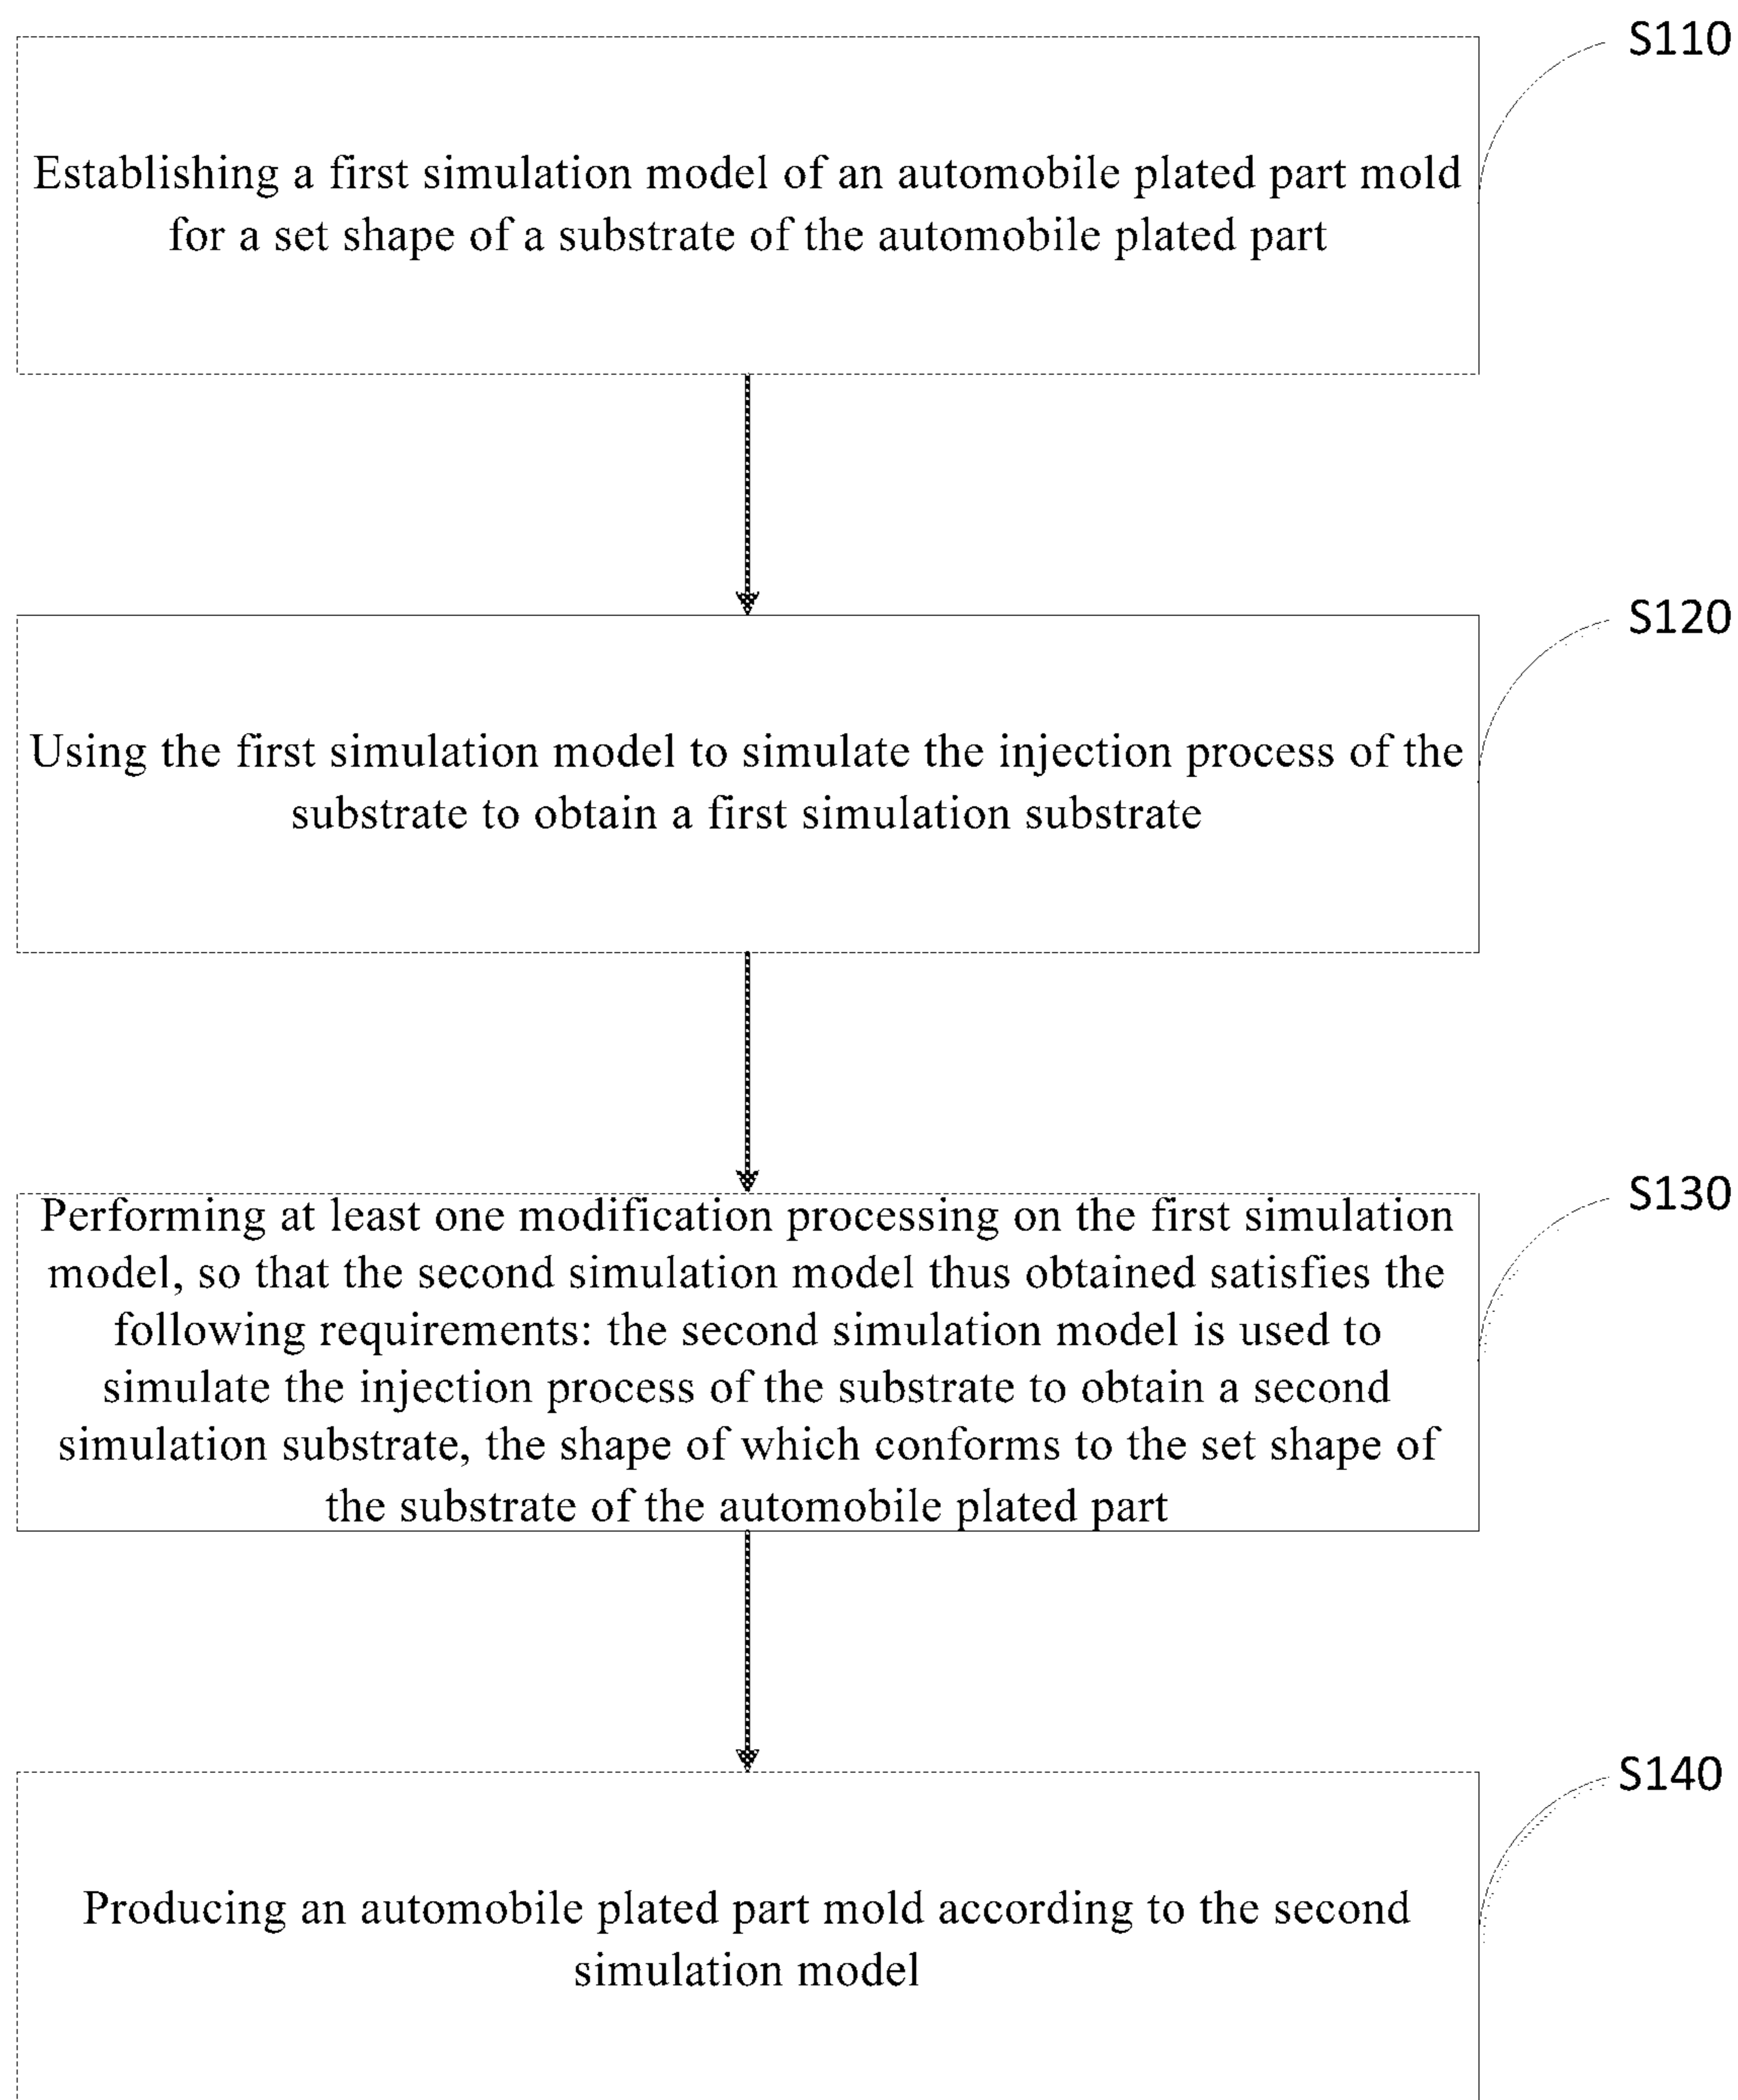 S110
Establishing a first simulation model of an automobile plated part mold
for a set shape of a substrate of the automobile plated part
S120
Using the first simulation model to simulate the injection process of the
substrate to obtain a first simulation substrate
S130
Performing at least one modification processing on the first simulation
model, so that the second simulation model thus obtained satisfies the
following requirements: the second simulation model is used to
simulate the injection process of the substrate to obtain a second
simulation substrate, the shape of which conforms to the set shape of
the substrate of the automobile plated part
S140
Producing an automobile plated part mold according to the second
simulation model